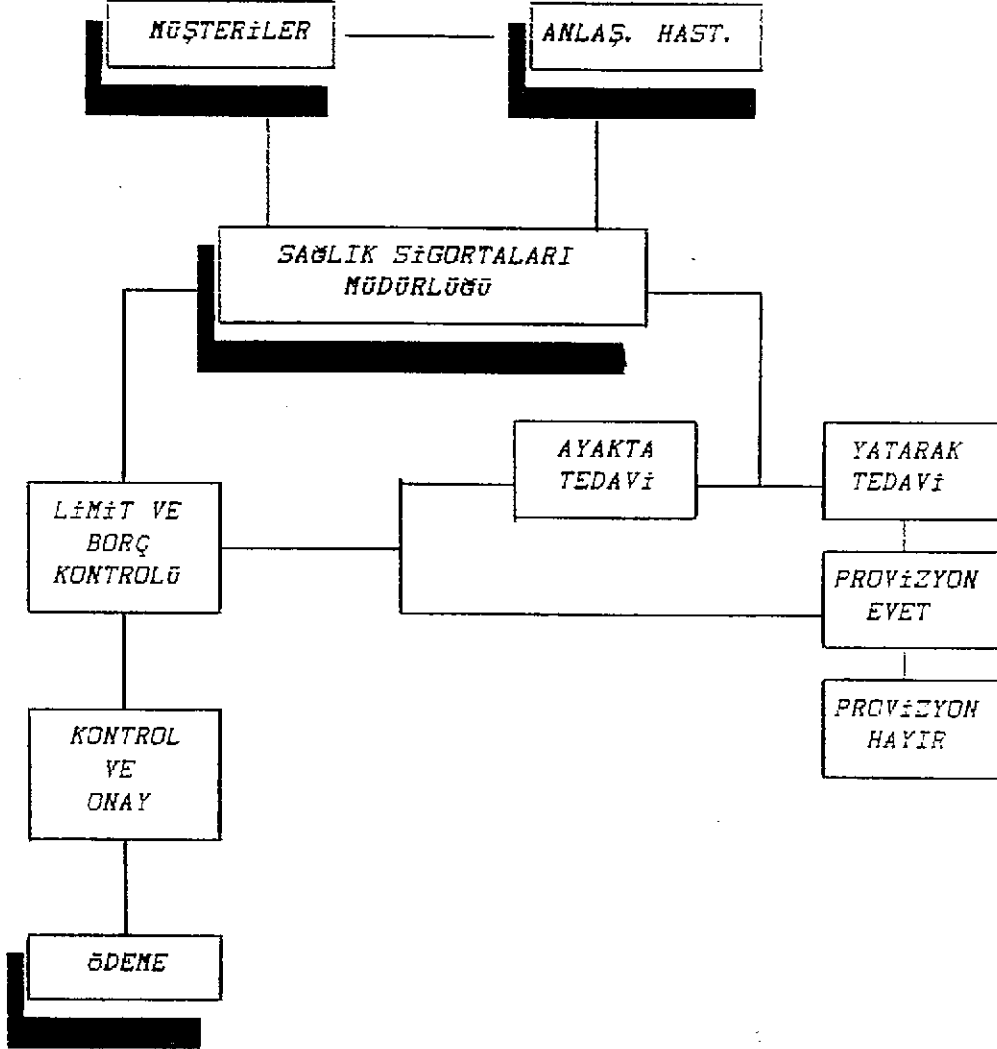 MÜŞTERİLER
ANLAŞ. HAST.
SAĞLIK SİGORTALARI
MÜDÜRLÜĞÜ
AYAKTA
TEDAVİ
YATARAK
TEDAVİ
LİMİT VE
BORÇ
KONTROLÜ
PROVİZYON
EVET
PROVİZYON
HAYIR
KONTROL
VE
ONAY
ÖDEME